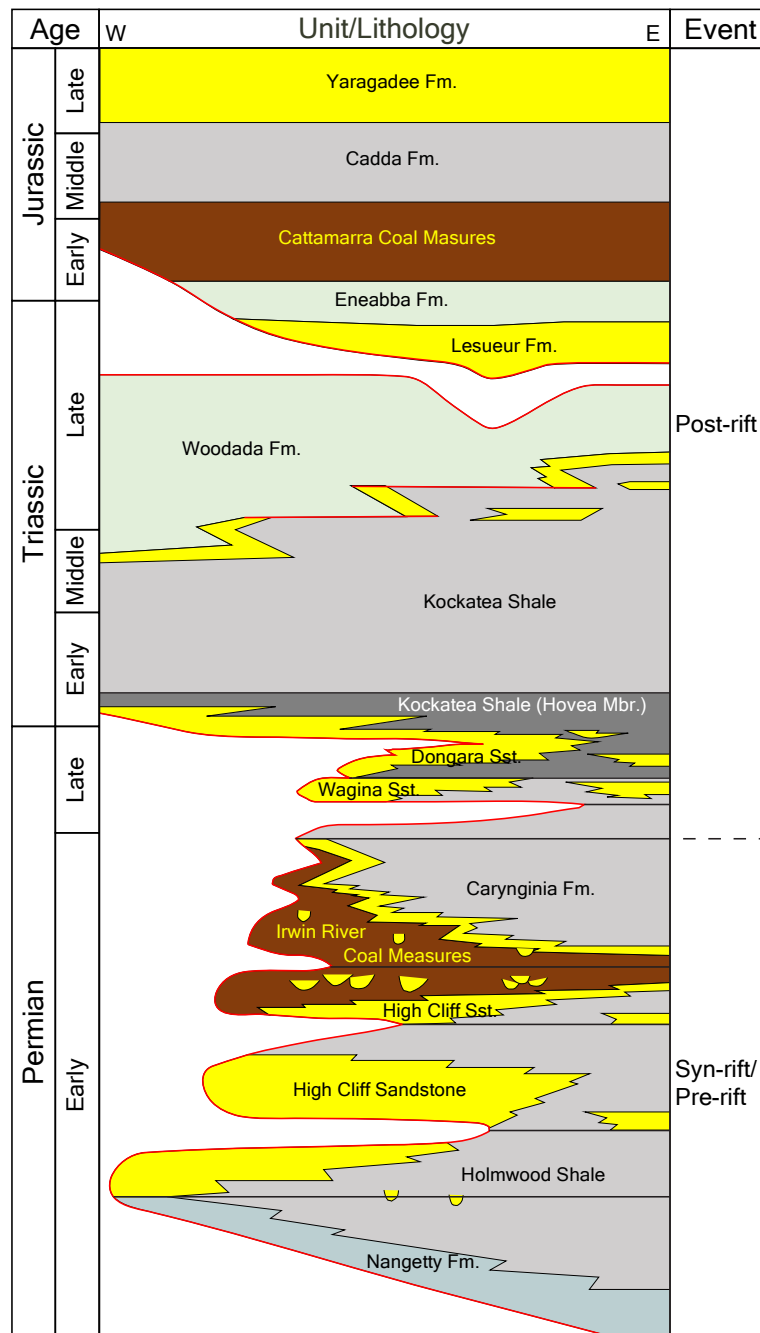 Age
W
Unit/Lithology
E
Event
Jurassic
Late
Middle
Early
Triassic
Late
Middle
Early
Permian
Late
Early
Yaragadee Fm.
Cadda Fm.
Cattamarra Coal Masures
Eneabba Fm.
Lesueur Fm.
Woodada Fm.
Kockatea Shale
Kockatea Shale (Hovea Mbr.)
Dongara Sst.
Wagina Sst.
Carynginia Fm.
Irwin River
Coal Measures
High Cliff Sst.
High Cliff Sandstone
Holmwood Shale
Nangetty Fm.
Post-rift
Syn-rift/
Pre-rift